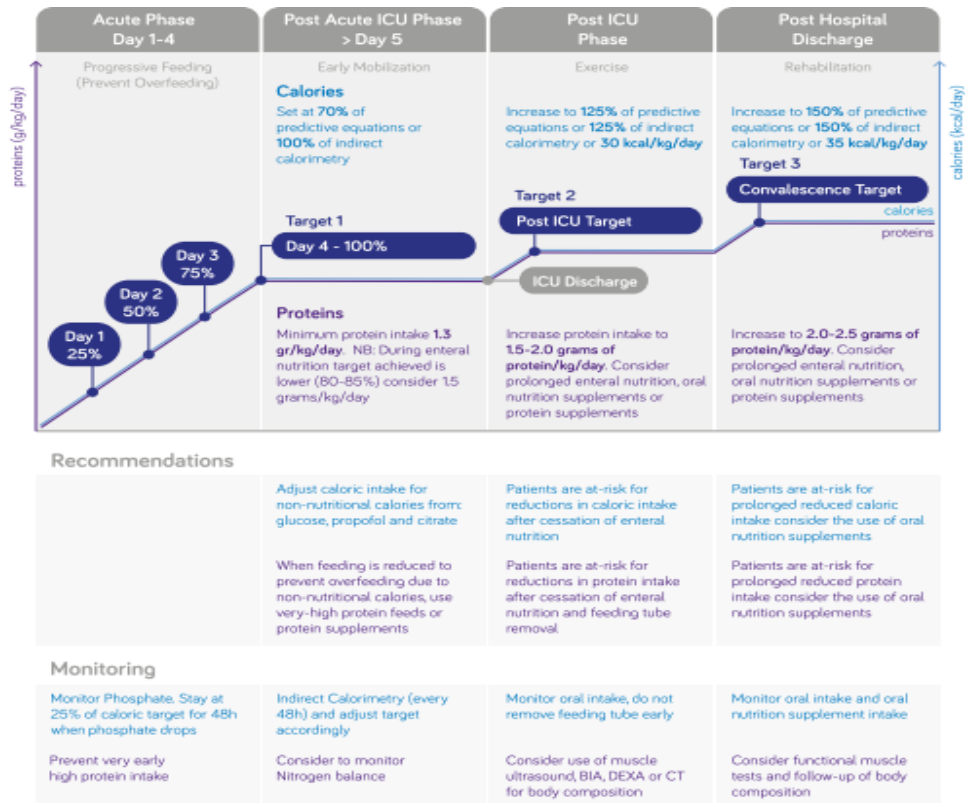 Acute Phase
Day 1-4
Post Acute ICU Phase
> Day 5
Post ICU
Phase
Post Hospital
Discharge
proteins (g/kg/day)
calories (kcal/day)
Progressive Feeding
(Prevent Overfeeding)
Early Mobilization
Exercise
Rehabilitation
Calories
Set at 70% of
predictive equations or
100% of indirect
calorimetry
Increase to 125% of predictive
equations or 125% of indirect
calorimetry or 30 kcal/kg/day
Increase to 150% of predictive
equations or 150% of indirect
calorimetry or 35 kcal/kg/day
Day 1
25%
Day 2
50%
Day 3
75%
Target 1
Day 4 - 100%
Target 2
Post ICU Target
ICU Discharge
Target 3
Convalescence Target
calories
proteins
Proteins
Minimum protein intake 1.3
gr/kg/day. NB: During enteral
nutrition target achieved is
lower (80-85%) consider 1.5
grams/kg/day
Increase protein intake to
1.5-2.0 grams of
protein/kg/day. Consider
prolonged enteral nutrition, oral
nutrition supplements or
protein supplements
Increase to 2.0-2.5 grams of
protein/kg/day. Consider
prolonged enteral nutrition,
oral nutrition supplements or
protein supplements
Recommendations
Adjust caloric intake for
non-nutritional calories from:
glucose, propofol and citrate
Patients are at-risk for
reductions in caloric intake
after cessation of enteral
nutrition
Patients are at-risk for
prolonged reduced caloric
intake consider the use of oral
nutrition supplements
When feeding is reduced to
prevent overfeeding due to
non-nutritional calories, use
very-high protein feeds or
protein supplements
Patients are at-risk for
reductions in protein intake
after cessation of enteral
nutrition and feeding tube
removal
Patients are at-risk for
prolonged reduced protein
intake consider the use of oral
nutrition supplements
Monitoring
Monitor Phosphate. Stay at
25% of caloric target for 48h
when phosphate drops
Indirect Calorimetry (every
48h) and adjust target
accordingly
Monitor oral intake, do not
remove feeding tube early
Monitor oral intake and oral
nutrition supplement intake
Prevent very early
high protein intake
Consider to monitor
Nitrogen balance
Consider use of muscle
ultrasound, BIA, DEXA or CT
for body composition
Consider functional muscle
tests and follow-up of body
composition